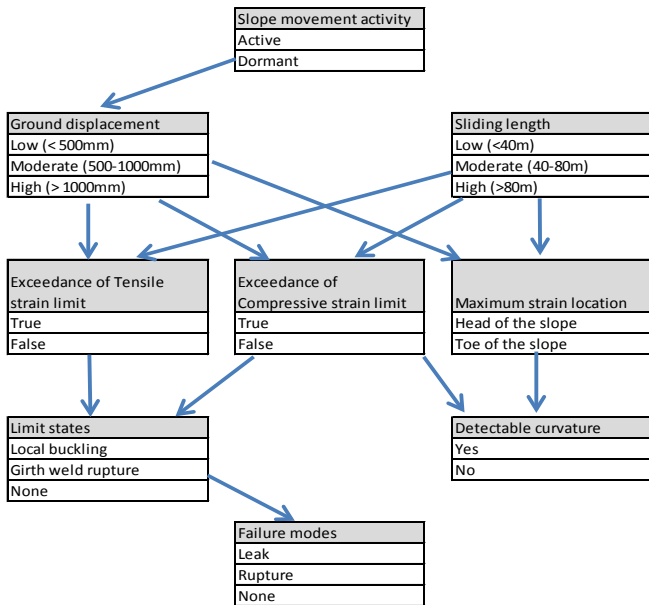 Slope movement activity
Active
Dormant
Ground displacement
Low (< 500mm)
Moderate (500-1000mm)
High (> 1000mm)
Sliding length
Low (<40m)
Moderate (40-80m)
High (>80m)
Exceedance of Tensile
strain limit
True
False
Exceedance of
Compressive strain limit
True
False
Maximum strain location
Head of the slope
Toe of the slope
Limit states
Local buckling
Girth weld rupture
None
Detectable curvature
Yes
No
Failure modes
Leak
Rupture
None